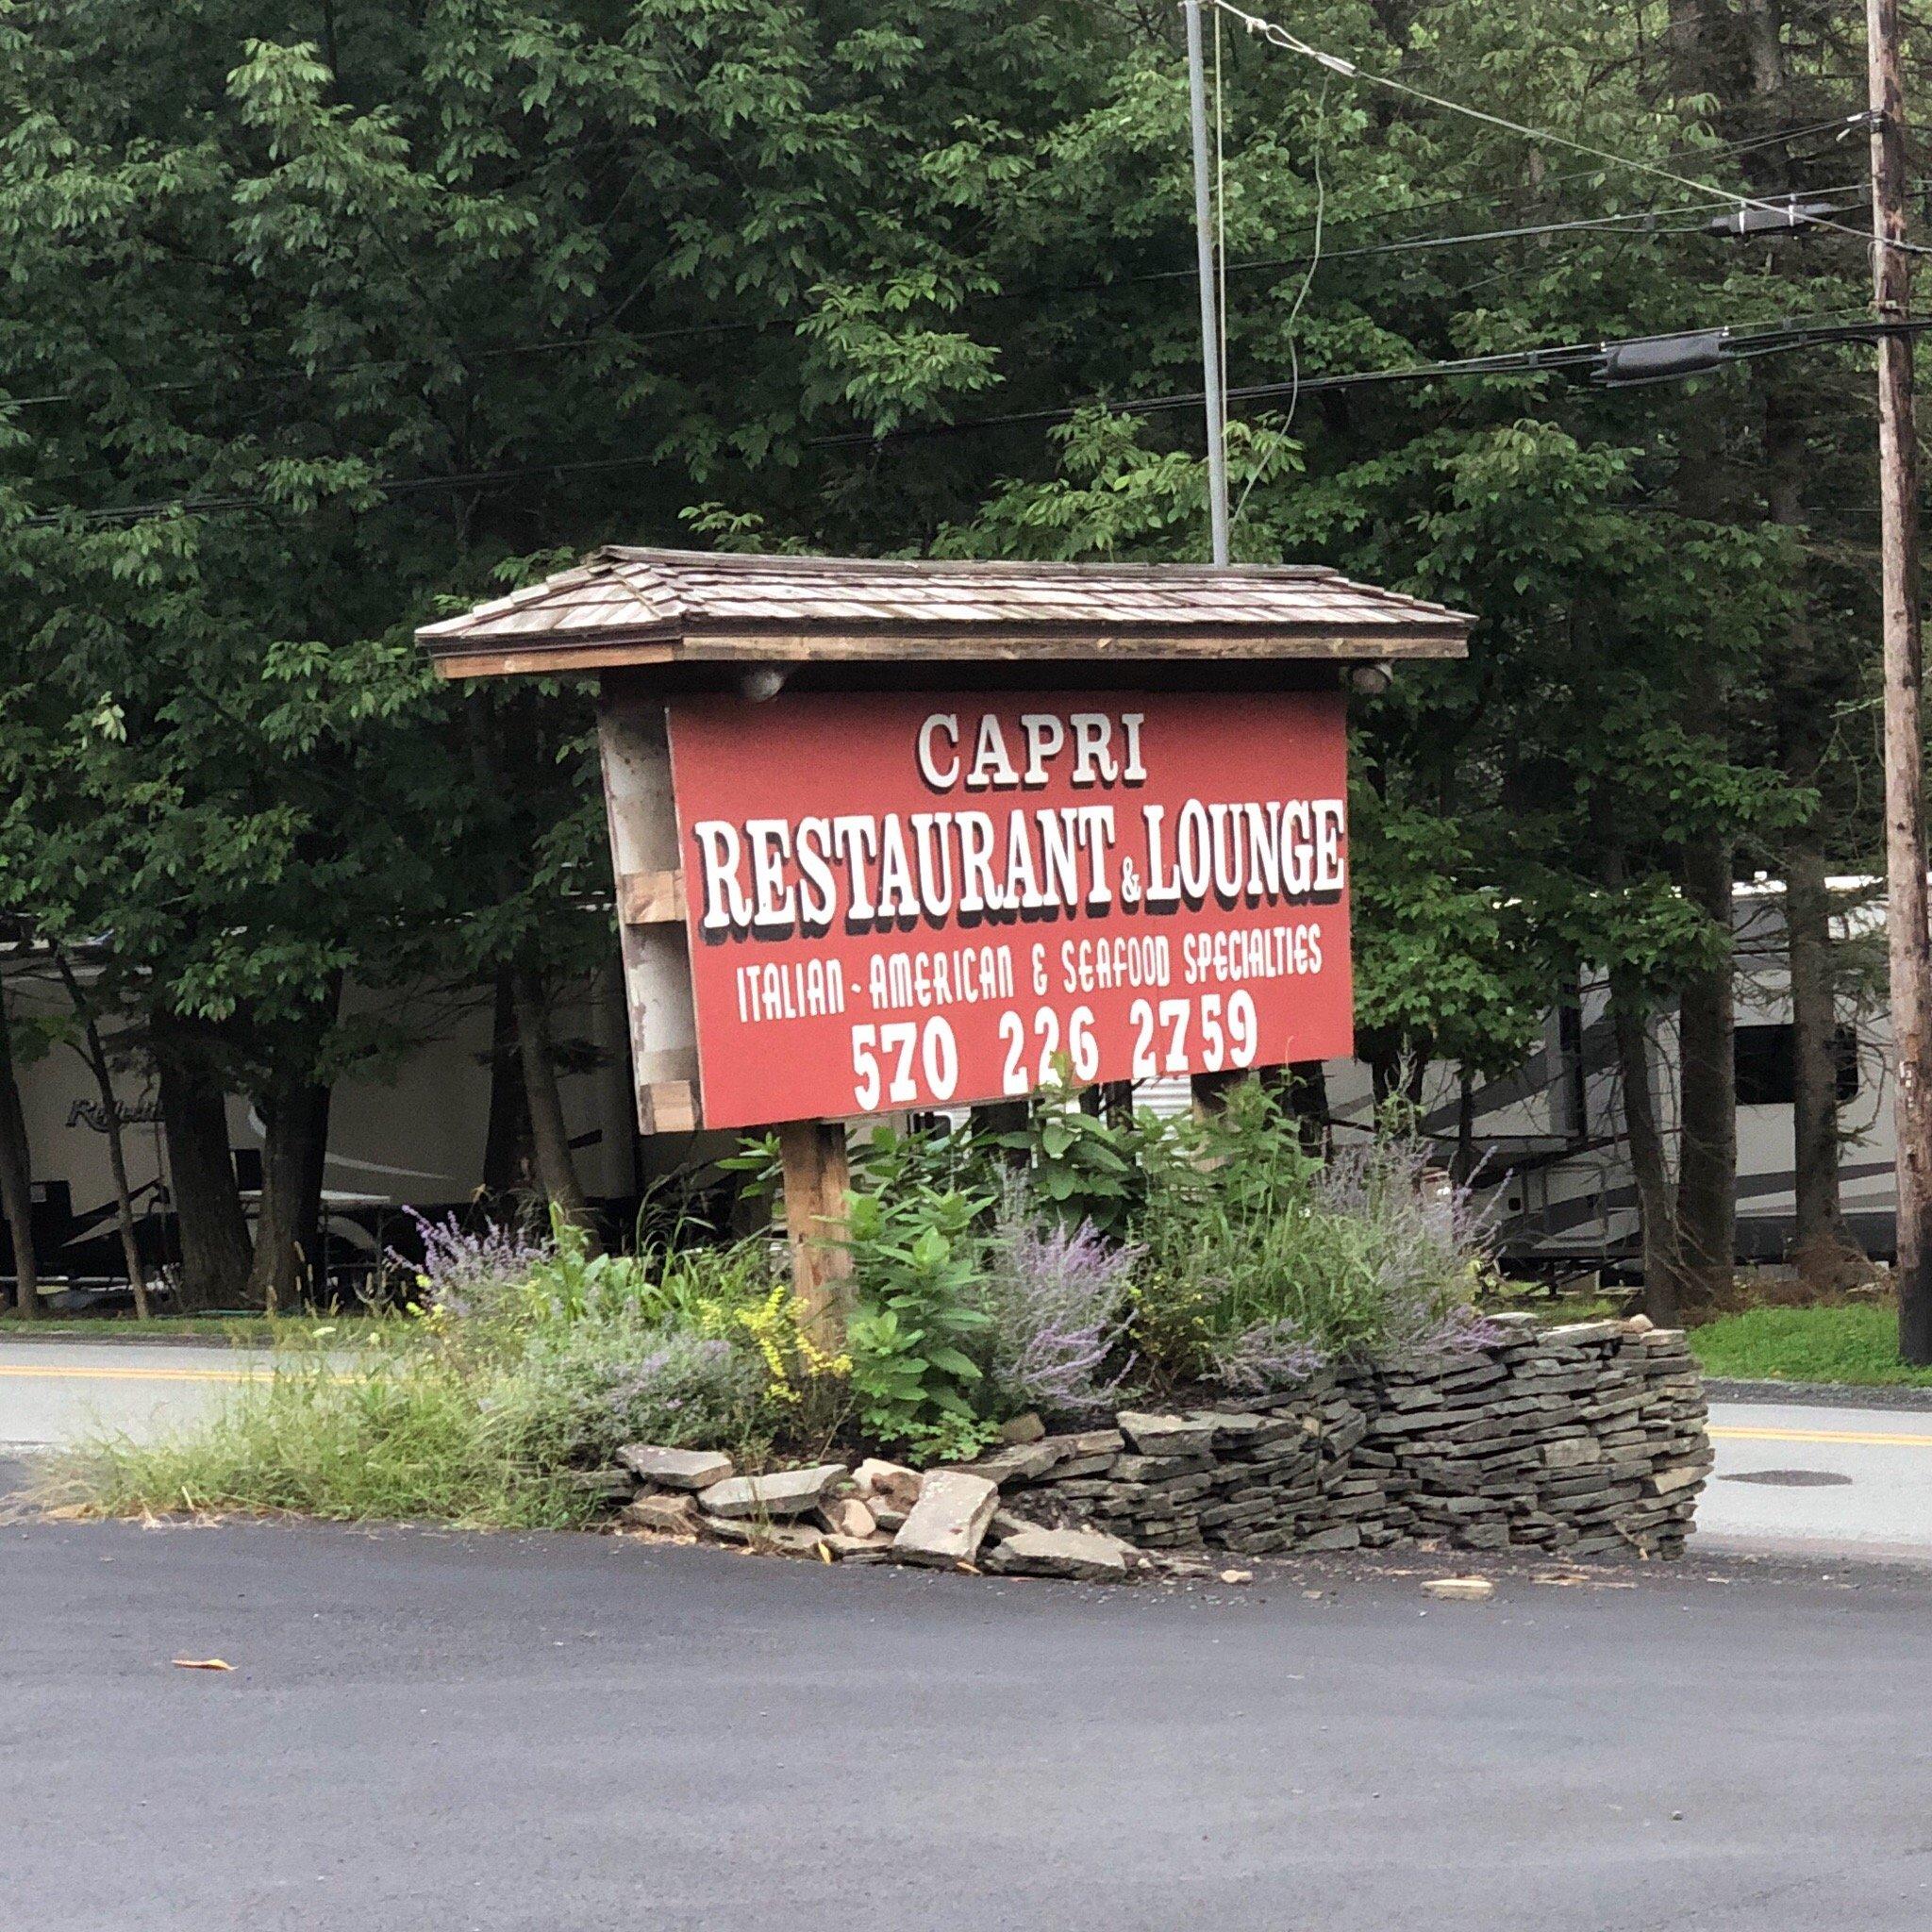 CAPRI
RESTAURANT & LOUNGE
ITALIAN-AMERICAN & SEAFOOD SPECIALTIES
570 226 2759